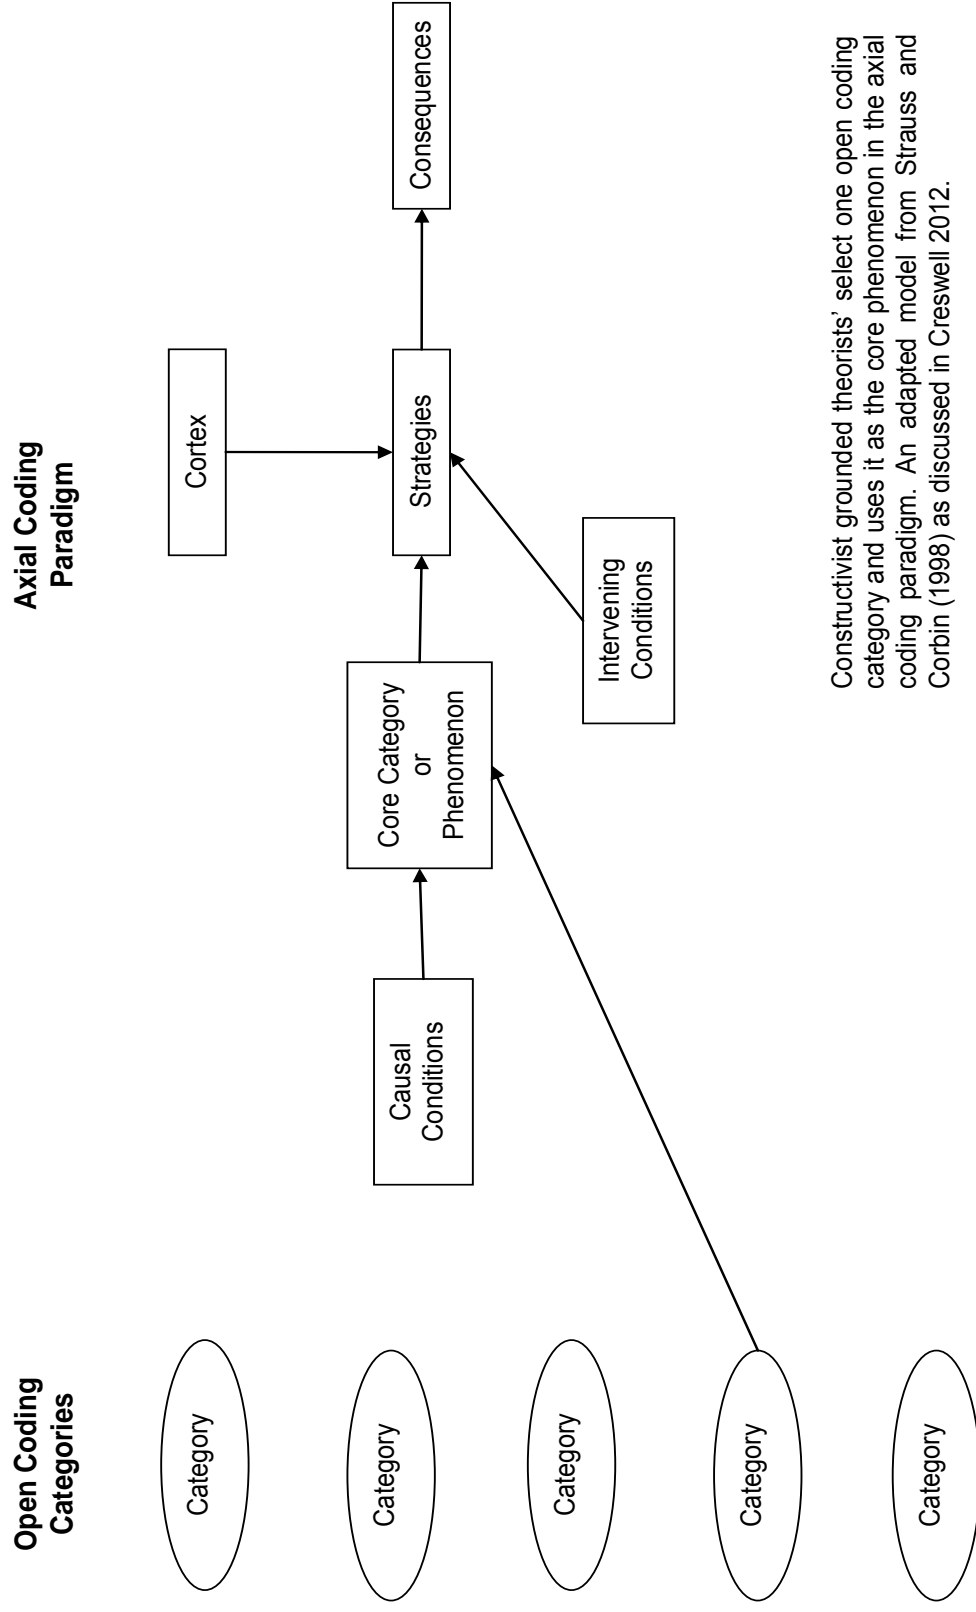 Open Coding
Categories
Axial Coding
Paradigm
Category
Category
Category
Category
Category
Causal
Conditions
Core Category
or
Phenomenon
Cortex
Strategies
Intervening
Conditions
Consequences
Constructivist grounded theorists’ select one open coding
category and uses it as the core phenomenon in the axial
coding paradigm. An adapted model from Strauss and
Corbin (1998) as discussed in Creswell 2012.